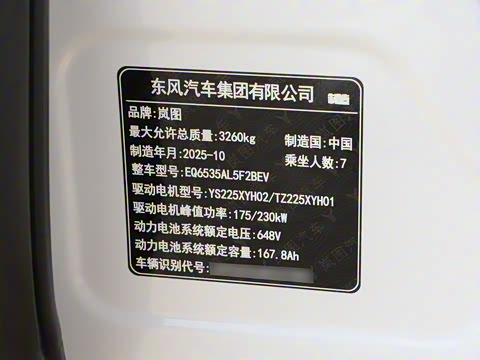 东风汽车集团有限公司
品牌:岚图
最大允许总质量:3260kg 制造国:中国
制造年月:2025-10 乘坐人数:7
整车型号:EQ6535AL5F2BEV
驱动电机型号:YS225XYH02/TZ225XYH01
驱动电机峰值功率:175/230kW
动力电池系统额定电压:648V
动力电池系统额定容量:167.8Ah
车辆识别代号: